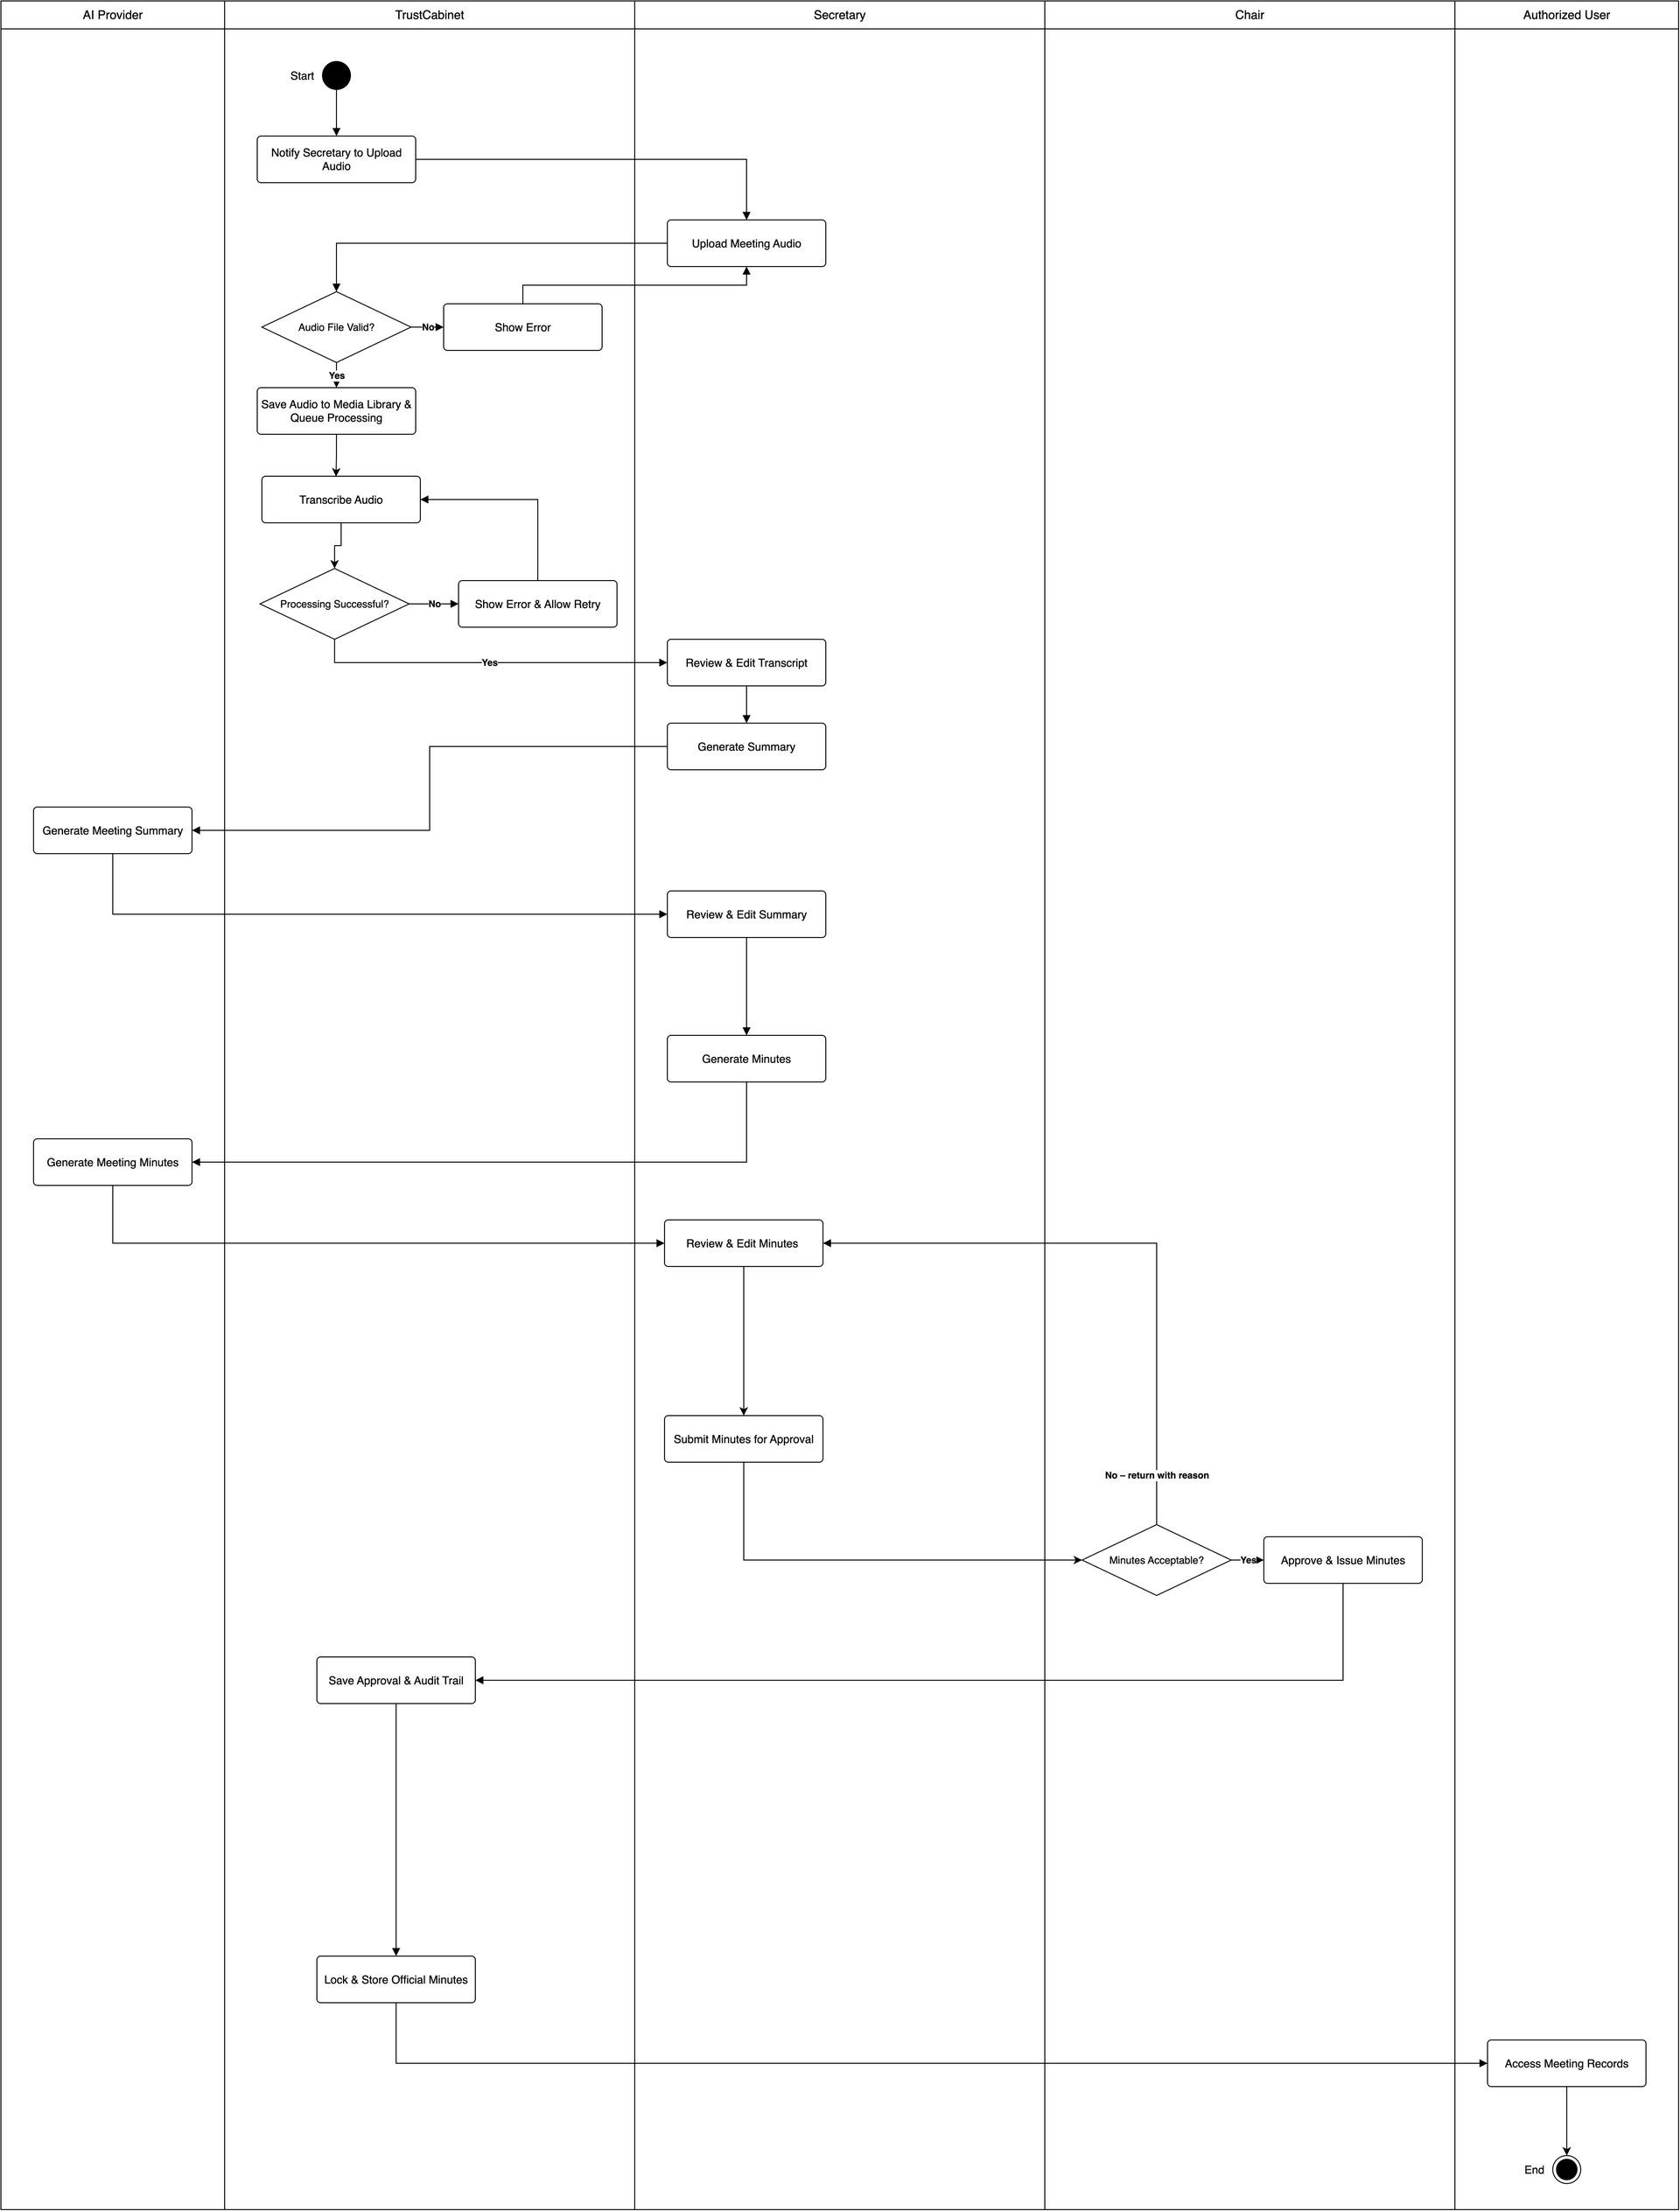 AI Provider
TrustCabinet
Secretary
Chair
Authorized User
Start
Notify Secretary to Upload
Audio
Upload Meeting Audio
Audio File Valid?
No
Show Error
Yes
Save Audio to Media Library &
Queue Processing
Transcribe Audio
Processing Successful?
No
Show Error & Allow Retry
Yes
Review & Edit Transcript
Generate Summary
Generate Meeting Summary
Review & Edit Summary
Generate Minutes
Generate Meeting Minutes
Review & Edit Minutes
Submit Minutes for Approval
No – return with reason
Minutes Acceptable?
Yes
Approve & Issue Minutes
Save Approval & Audit Trail
Lock & Store Official Minutes
Access Meeting Records
End